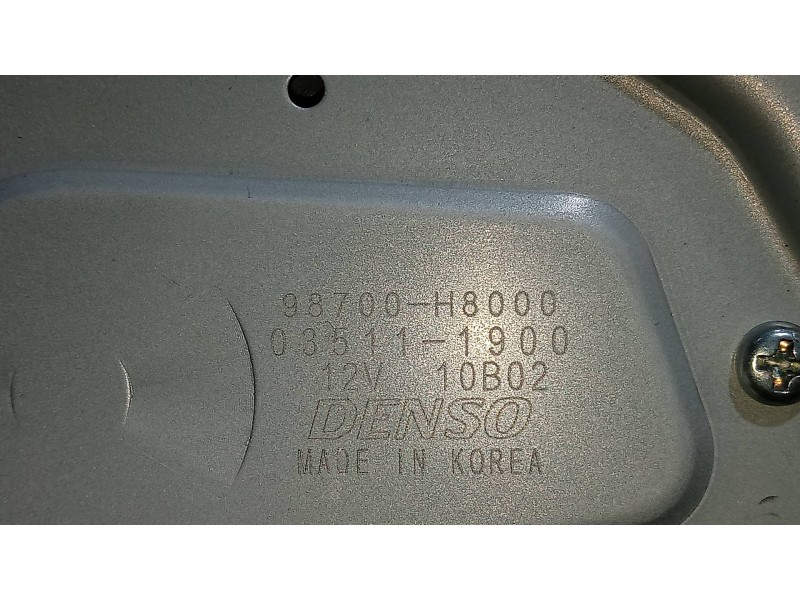 98700-H8000
03511-1900
12V 10B02
DENSO
MADE IN KOREA